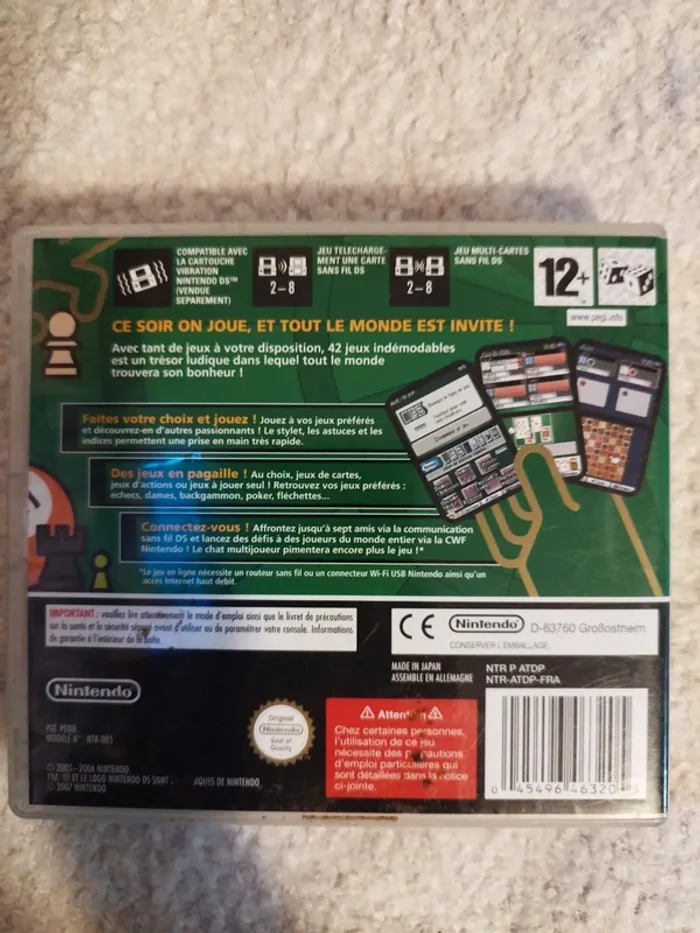 COMPATIBLE AVEC
LA CARTOUCHE
VIBRATION
NINTENDO DS™
(VENDUE
SEPAREMENT)
2–8
JEU TELECHARGE-
MENT UNE CARTE
SANS FIL DS
2–8
JEU MULTI-CARTES
SANS FIL DS
12+
www.pegi.info
CE SOIR ON JOUE, ET TOUT LE MONDE EST INVITE !
Avec tant de jeux à votre disposition, 42 jeux indémodables
est un trésor ludique dans lequel tout le monde
trouvera son bonheur !
Faites votre choix et jouez ! Jouez à vos jeux préférés
et découvrez-en d'autres passionnants ! Le stylet, les astuces et les
indices permettent une prise en main très rapide.
Des jeux en pagaille ! Au choix, jeux de cartes,
jeux d'actions ou jeux à jouer seul ! Retrouvez vos jeux préférés :
échecs, dames, backgammon, poker, fléchettes...
Connectez-vous ! Affrontez jusqu'à sept amis via la communication
sans fil DS et lancez des défis à des joueurs du monde entier via la CWF
Nintendo ! Le chat multijoueur pimentera encore plus le jeu !*
*Le jeu en ligne nécessite un routeur sans fil ou un connecteur Wi-Fi USB Nintendo ainsi qu'un
accès Internet haut débit.
IMPORTANT : veuillez lire attentivement le mode d'emploi ainsi que le livret de précautions
sur la santé et la sécurité séparé avant d'utiliser ou de paramétrer votre console. Informations
de garantie à l'intérieur de la boîte.
CE
Nintendo
D-63760 Großostheim
CONSERVER L'EMBALLAGE.
MADE IN JAPAN
ASSEMBLE EN ALLEMAGNE
NTR P ATDP
NTR-ATDP-FRA
Nintendo
PAT. PEND.
MODELE N° : NTR-005
Original
Nintendo
Seal of
Quality
© 2005–2006 NINTENDO.
TM, ® ET LE LOGO NINTENDO DS SONT QUES DE NINTENDO.
© 2007 NINTENDO.
Attention
Chez certaines personnes,
l'utilisation de ce jeu
nécessite des précautions
d'emploi particulières qui
sont détaillées dans la notice
ci-jointe.
0 45496 46320